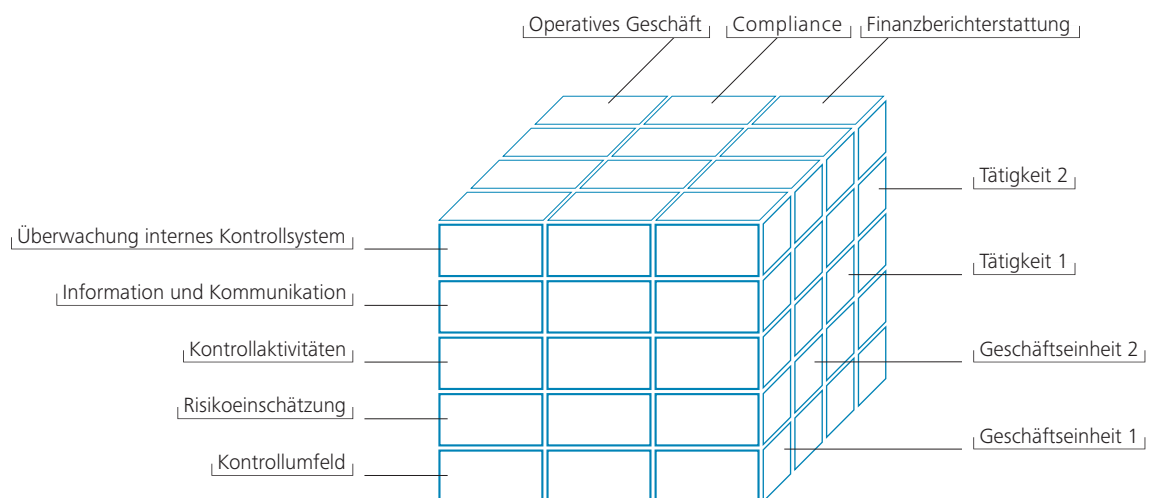 Operatives Geschäft
Compliance
Finanzberichterstattung
Tätigkeit 2
Überwachung internes Kontrollsystem
Tätigkeit 1
Information und Kommunikation
Kontrollaktivitäten
Geschäftseinheit 2
Risikoeinschätzung
Geschäftseinheit 1
Kontrollumfeld